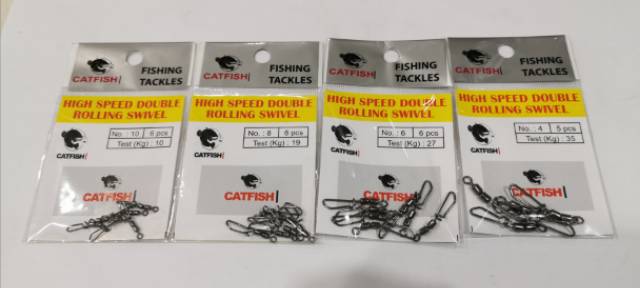 CATFISH
FISHING
TACKLES
HIGH SPEED DOUBLE
ROLLING SWIVEL
No. : 10 6 pcs
Test (Kg) : 10
CATFISH
CATFISH
CATFISH
FISHING
TACKLES
HIGH SPEED DOUBLE
ROLLING SWIVEL
No. : 8 6 pcs
Test (Kg) : 19
CATFISH
CATFISH
CATFISH
FISHING
TACKLES
HIGH SPEED DOUBLE
ROLLING SWIVEL
No. : 6 6 pcs
Test (Kg) : 27
CATFISH
CATFISH
CATFISH
FISHING
TACKLES
HIGH SPEED DOUBLE
ROLLING SWIVEL
No. : 4 5 pcs
Test (Kg) : 35
CATFISH
CATFISH